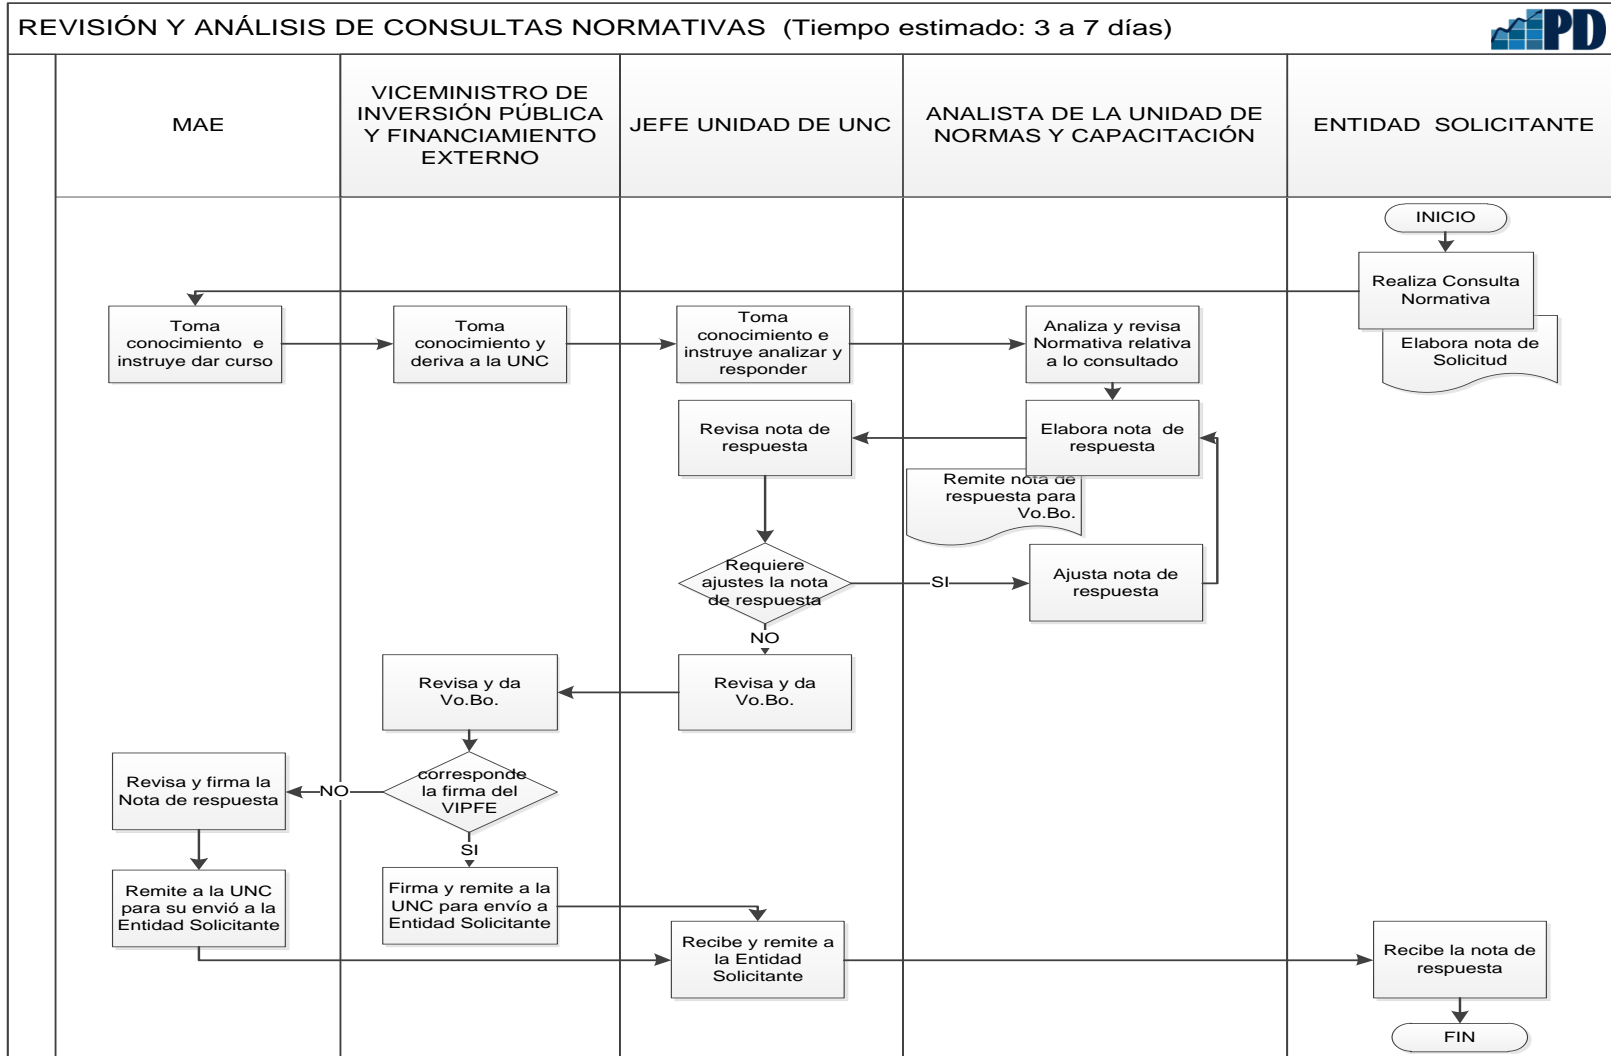 REVISIÓN Y ANÁLISIS DE CONSULTAS NORMATIVAS (Tiempo estimado: 3 a 7 días)
PD
MAE
VICEMINISTRO DE
INVERSIÓN PÚBLICA
Y FINANCIAMIENTO
EXTERNO
JEFE UNIDAD DE UNC
ANALISTA DE LA UNIDAD DE
NORMAS Y CAPACITACIÓN
ENTIDAD SOLICITANTE
INICIO
Realiza Consulta
Normativa
Elabora nota de
Solicitud
Toma
conocimiento e
instruye dar curso
Toma
conocimiento y
deriva a la UNC
Toma
conocimiento e
instruye analizar y
responder
Analiza y revisa
Normativa relativa
a lo consultado
Revisa nota de
respuesta
Elabora nota de
respuesta
Remite nota de
respuesta para
Vo.Bo.
Requiere
ajustes la nota
de respuesta
SI
Ajusta nota de
respuesta
NO
Revisa y da
Vo.Bo.
Revisa y da
Vo.Bo.
corresponde
la firma del
VIPFE
NO
Revisa y firma la
Nota de respuesta
SI
Remite a la UNC
para su envió a la
Entidad Solicitante
Firma y remite a la
UNC para envío a
Entidad Solicitante
Recibe y remite a
la Entidad
Solicitante
Recibe la nota de
respuesta
FIN